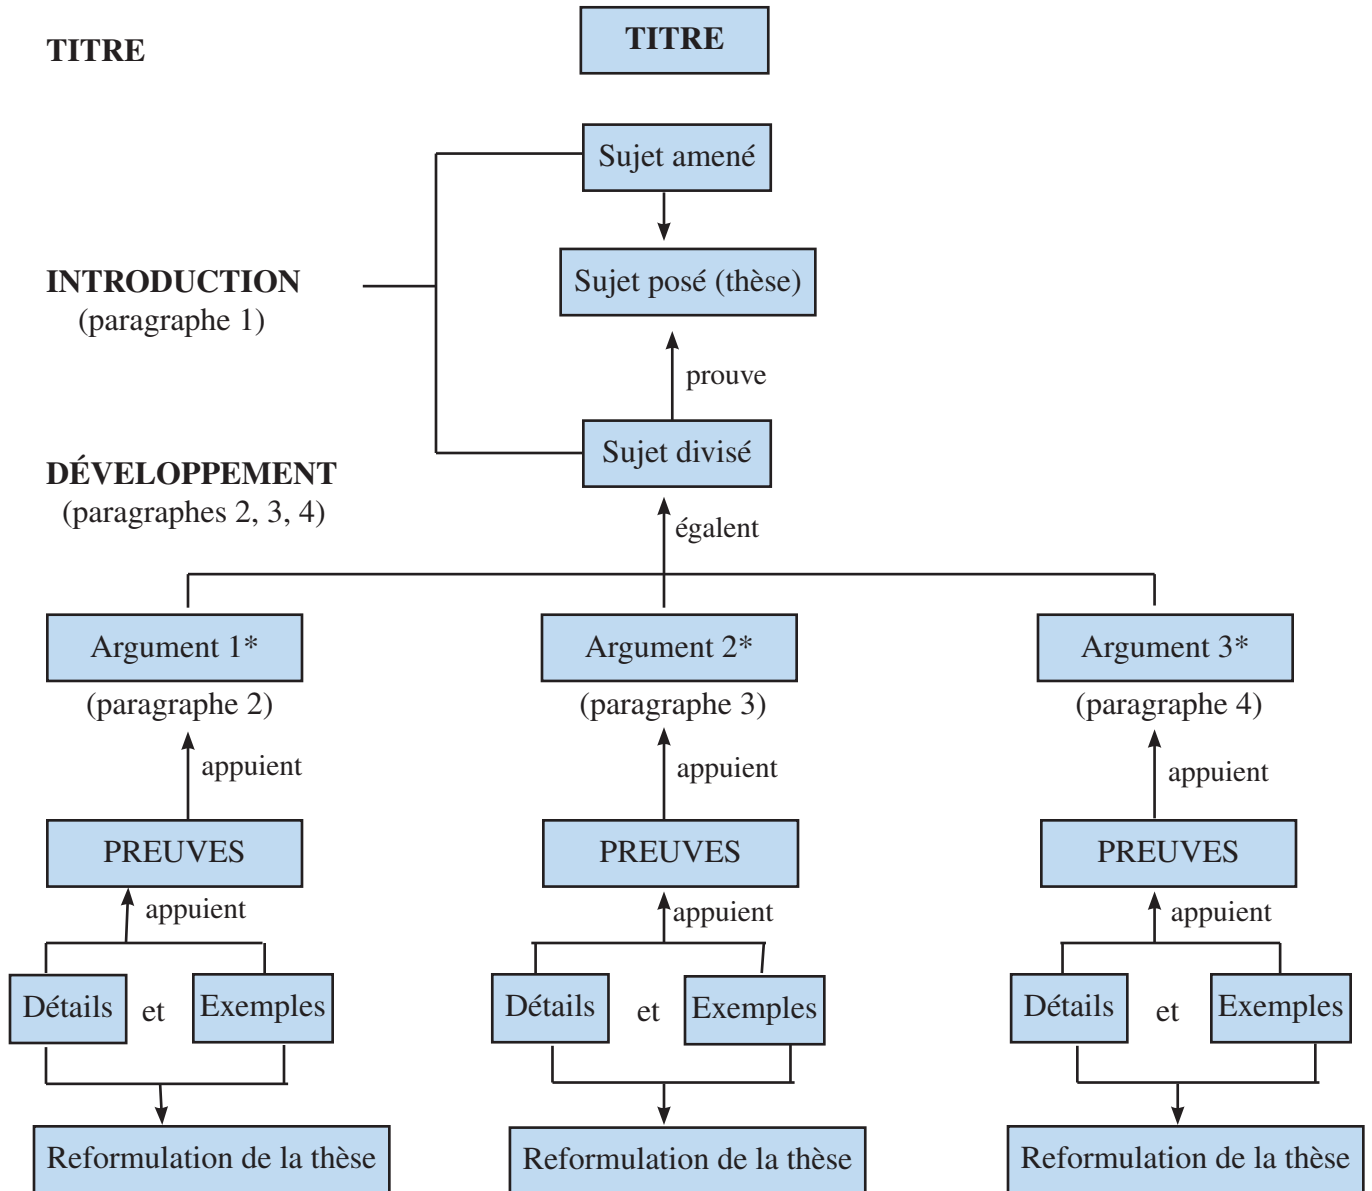 TITRE
TITRE
Sujet amené
INTRODUCTION
(paragraphe 1)
Sujet posé (thèse)
prouve
Sujet divisé
DÉVELOPPEMENT
(paragraphes 2, 3, 4)
égalent
Argument 1*
Argument 2*
Argument 3*
(paragraphe 2)
(paragraphe 3)
(paragraphe 4)
appuient
appuient
appuient
PREUVES
PREUVES
PREUVES
appuient
appuient
appuient
Détails et Exemples
Détails et Exemples
Détails et Exemples
Reformulation de la thèse
Reformulation de la thèse
Reformulation de la thèse